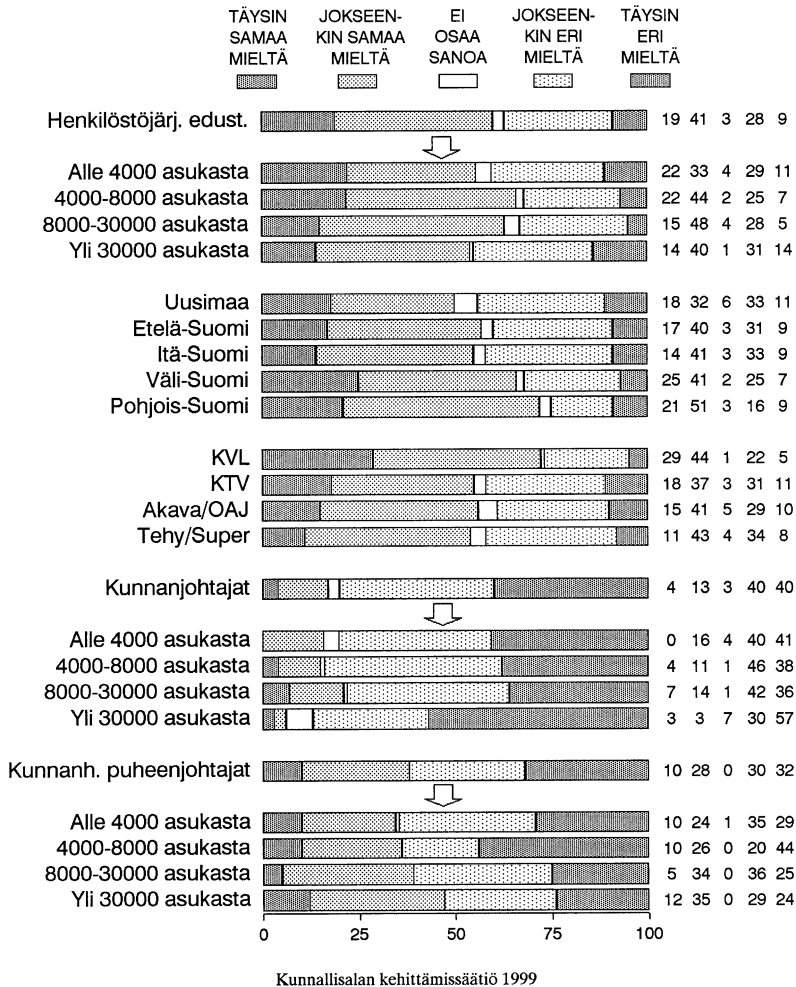 TÄYSIN JOKSEEN- EI JOKSEEN- TÄYSIN
SAMAA KIN SAMAA OSAA KIN ERI ERI
MIELTÄ MIELTÄ SANOA MIELTÄ MIELTÄ
Henkilöstöjärj. edust. 19 41 3 28 9
Alle 4000 asukasta 22 33 4 29 11
4000-8000 asukasta 22 44 2 25 7
8000-30000 asukasta 15 48 4 28 5
Yli 30000 asukasta 14 40 1 31 14
Uusimaa 18 32 6 33 11
Etelä-Suomi 17 40 3 31 9
Itä-Suomi 14 41 3 33 9
Väli-Suomi 25 41 2 25 7
Pohjois-Suomi 21 51 3 16 9
KVL 29 44 1 22 5
KTV 18 37 3 31 11
Akava/OAJ 15 41 5 29 10
Tehy/Super 11 43 4 34 8
Kunnanjohtajat 4 13 3 40 40
Alle 4000 asukasta 0 16 4 40 41
4000-8000 asukasta 4 11 1 46 38
8000-30000 asukasta 7 14 1 42 36
Yli 30000 asukasta 3 3 7 30 57
Kunnanh. puheenjohtajat 10 28 0 30 32
Alle 4000 asukasta 10 24 1 35 29
4000-8000 asukasta 10 26 0 20 44
8000-30000 asukasta 5 34 0 36 25
Yli 30000 asukasta 12 35 0 29 24
0 25 50 75 100
Kunnallisalan kehittämissäätiö 1999